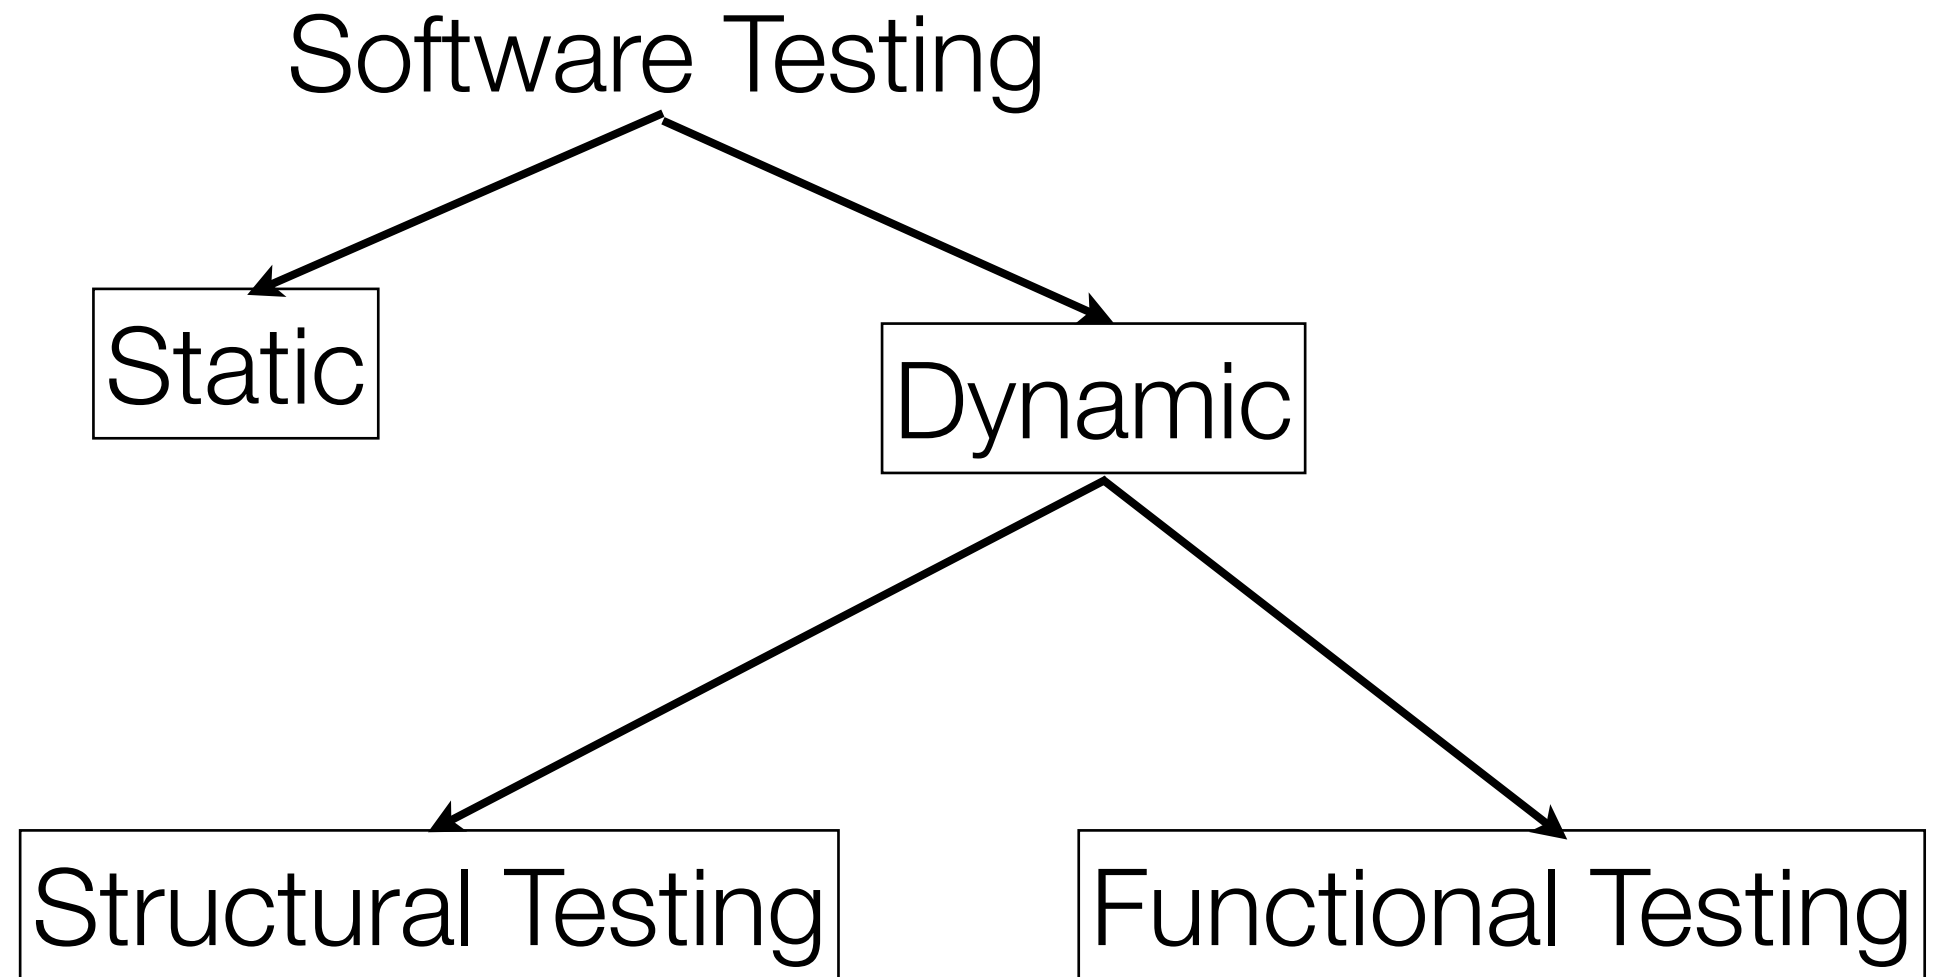 Software Testing
Static
Dynamic
Structural Testing
Functional Testing